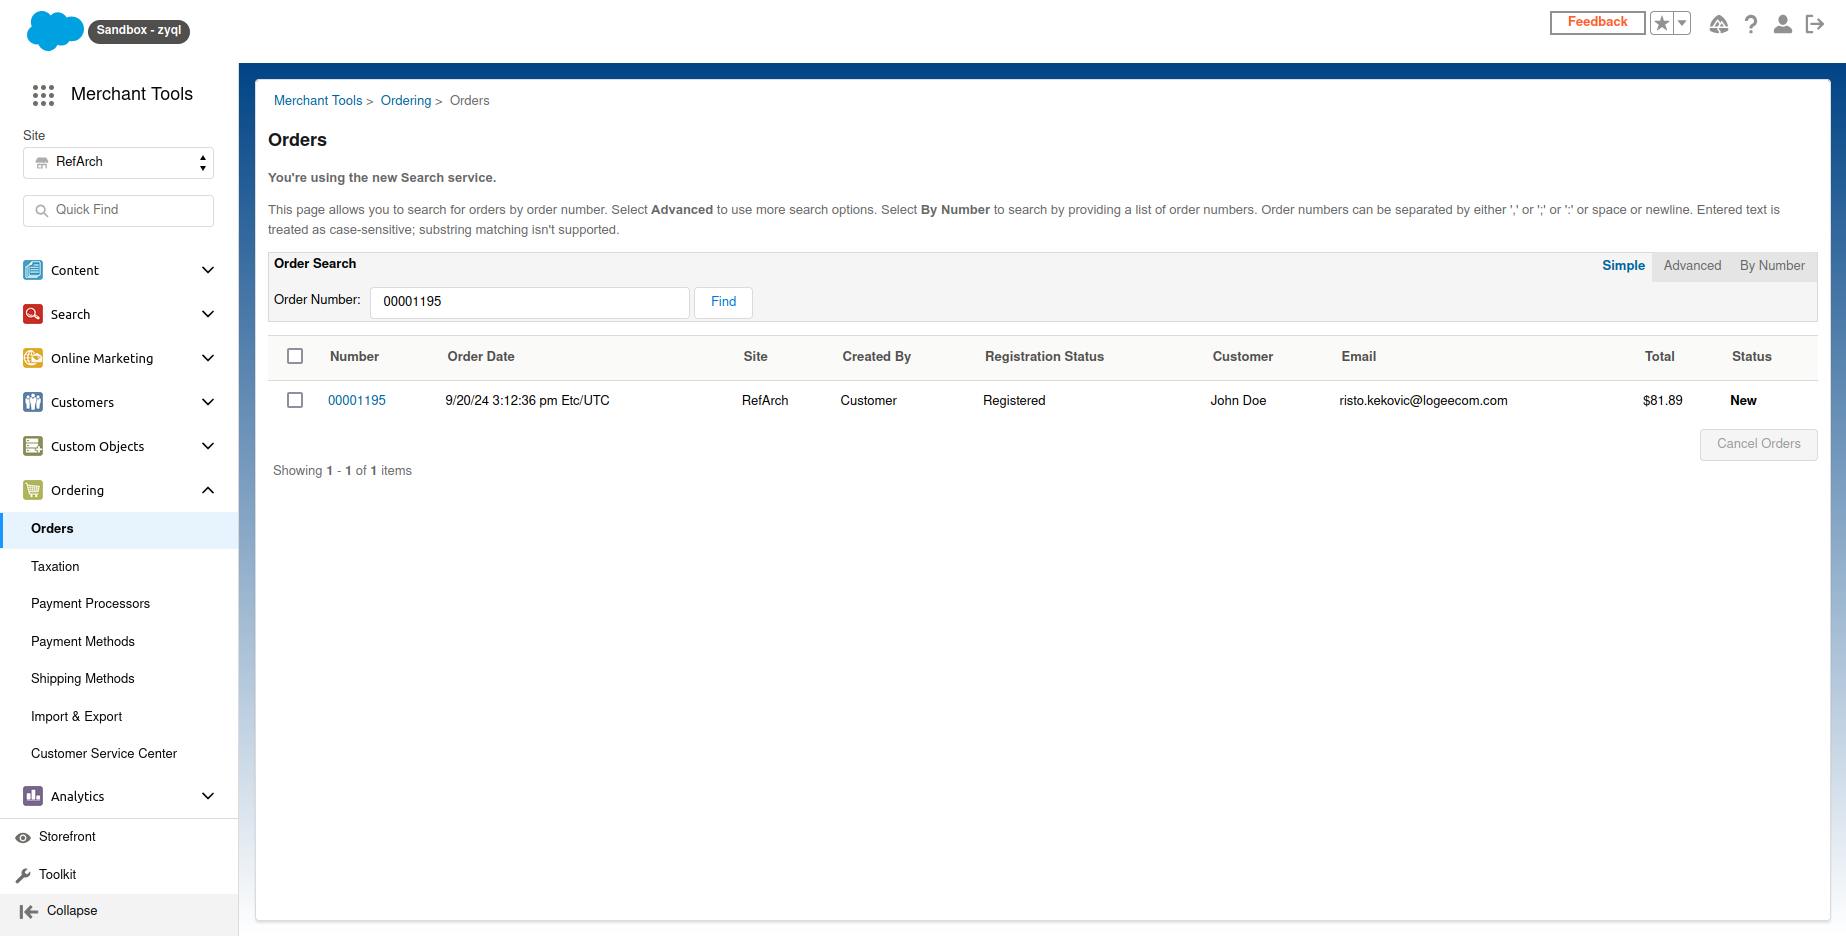 Sandbox - zyql
Feedback
Merchant Tools
Site
RefArch
Quick Find
Content
Search
Online Marketing
Customers
Custom Objects
Ordering
Orders
Taxation
Payment Processors
Payment Methods
Shipping Methods
Import & Export
Customer Service Center
Analytics
Storefront
Toolkit
Collapse
Merchant Tools > Ordering > Orders
Orders
You're using the new Search service.
This page allows you to search for orders by order number. Select Advanced to use more search options. Select By Number to search by providing a list of order numbers. Order numbers can be separated by either ',' or ';' or ':' or space or newline. Entered text is
treated as case-sensitive; substring matching isn't supported.
Order Search
Simple Advanced By Number
Order Number: 00001195 Find
Number Order Date Site Created By Registration Status Customer Email Total Status
00001195 9/20/24 3:12:36 pm Etc/UTC RefArch Customer Registered John Doe risto.kekovic@logeecom.com $81.89 New
Cancel Orders
Showing 1 - 1 of 1 items